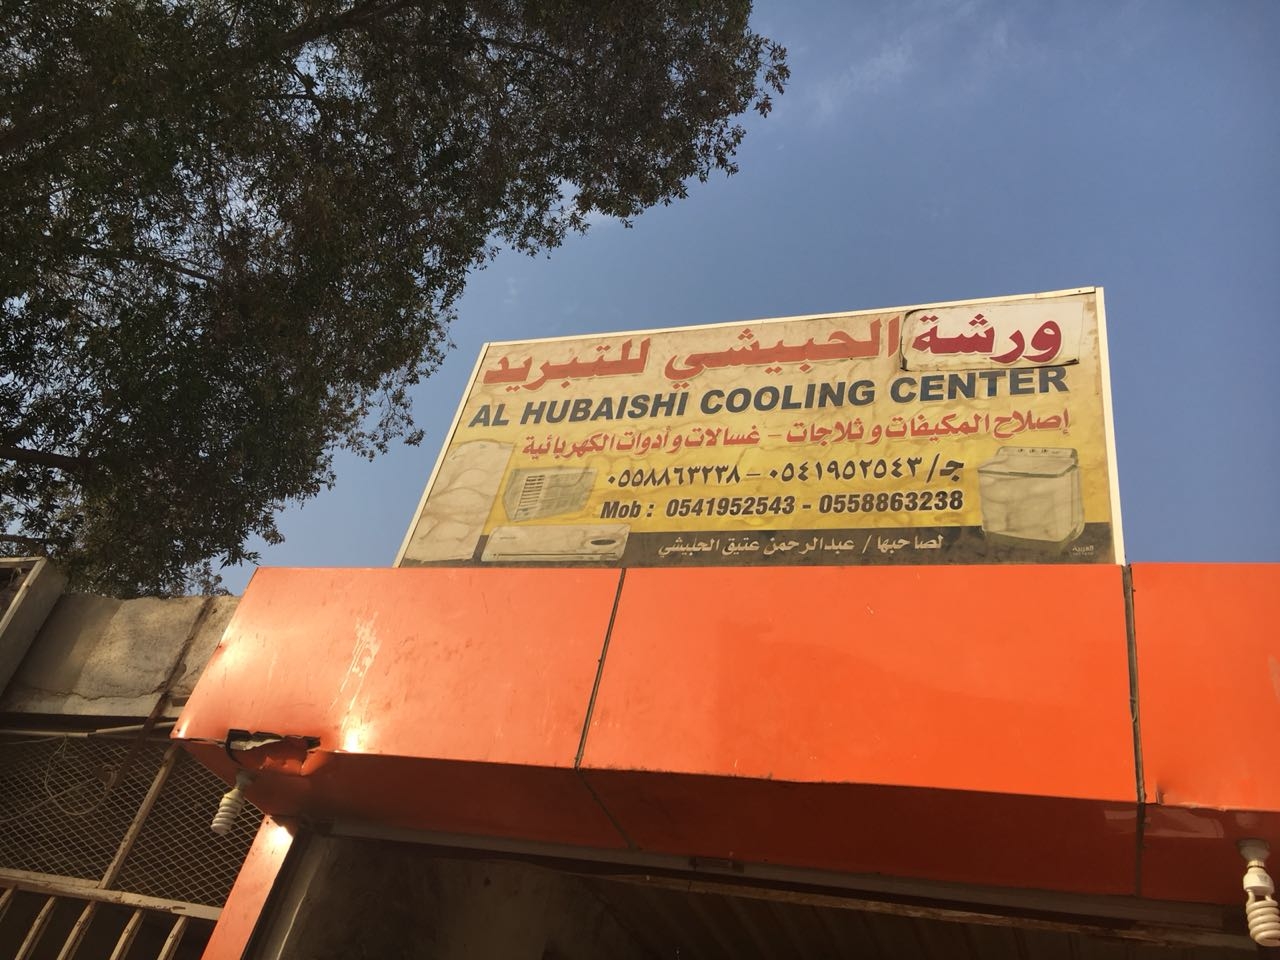 ورشة الحبيشي للتبريد
AL HUBAISHI COOLING CENTER
إصلاح المكيفات و ثلاجات - غسالات و أدوات الكهربائية
ج/ ٠٥٤١٩٥٢٥٤٣ - ٠٥٥٨٨٦٣٢٣٨
Mob : 0541952543 - 0558863238
لصاحبها / عبدالرحمن عتيق الحبيشي